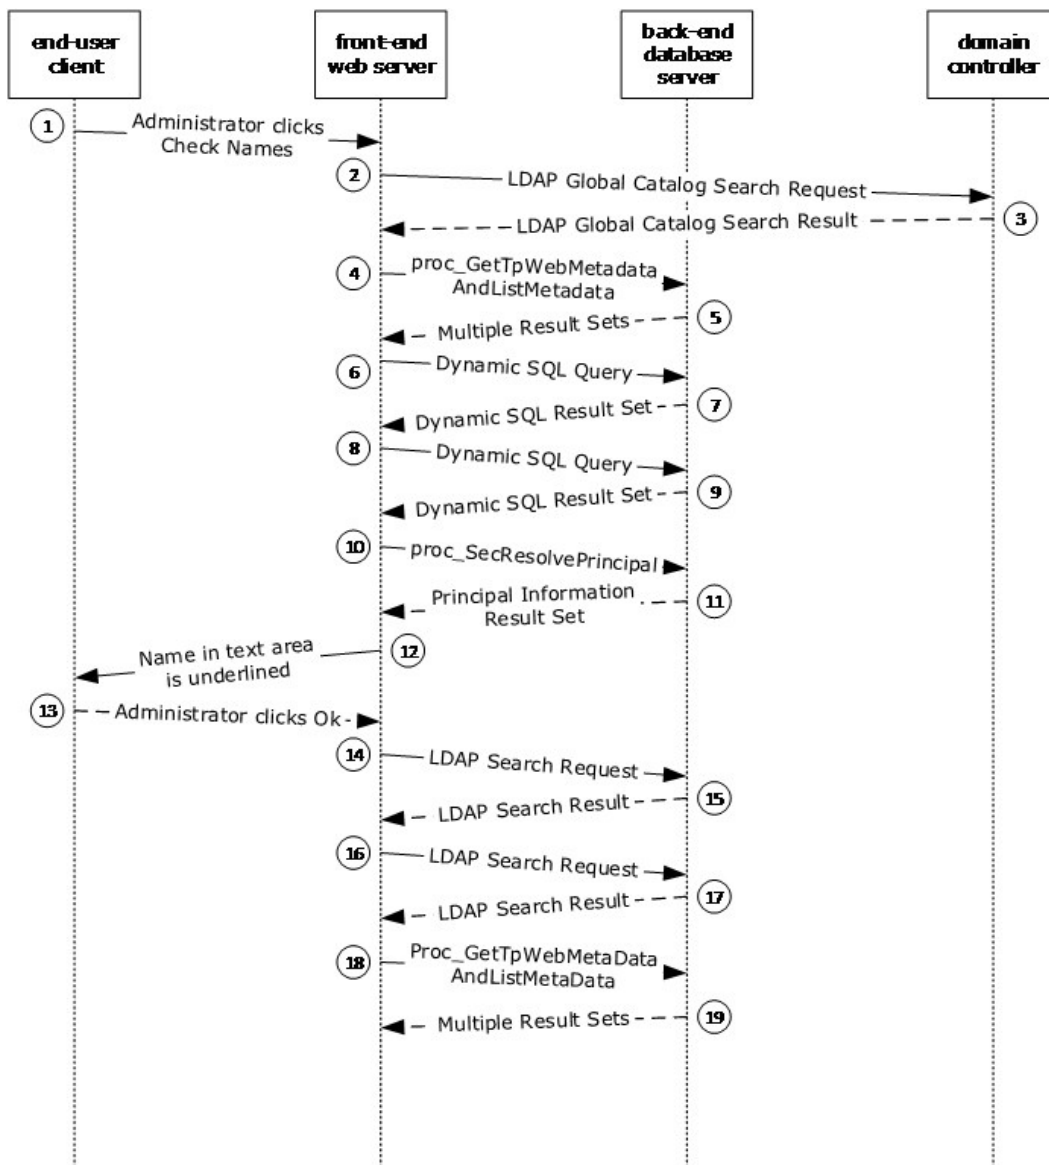 end-user
client
front-end
web server
back-end
database
server
domain
controller
1
Administrator clicks
Check Names
2
LDAP Global Catalog Search Request
LDAP Global Catalog Search Result
3
4
proc_GetTpWebMetadata
AndListMetadata
Multiple Result Sets
5
6
Dynamic SQL Query
Dynamic SQL Result Set
7
8
Dynamic SQL Query
Dynamic SQL Result Set
9
10
proc_SecResolvePrincipal
Principal Information
Result Set
11
Name in text area
is underlined
12
13
Administrator clicks Ok
14
LDAP Search Request
LDAP Search Result
15
16
LDAP Search Request
LDAP Search Result
17
18
Proc_GetTpWebMetaData
AndListMetaData
Multiple Result Sets
19